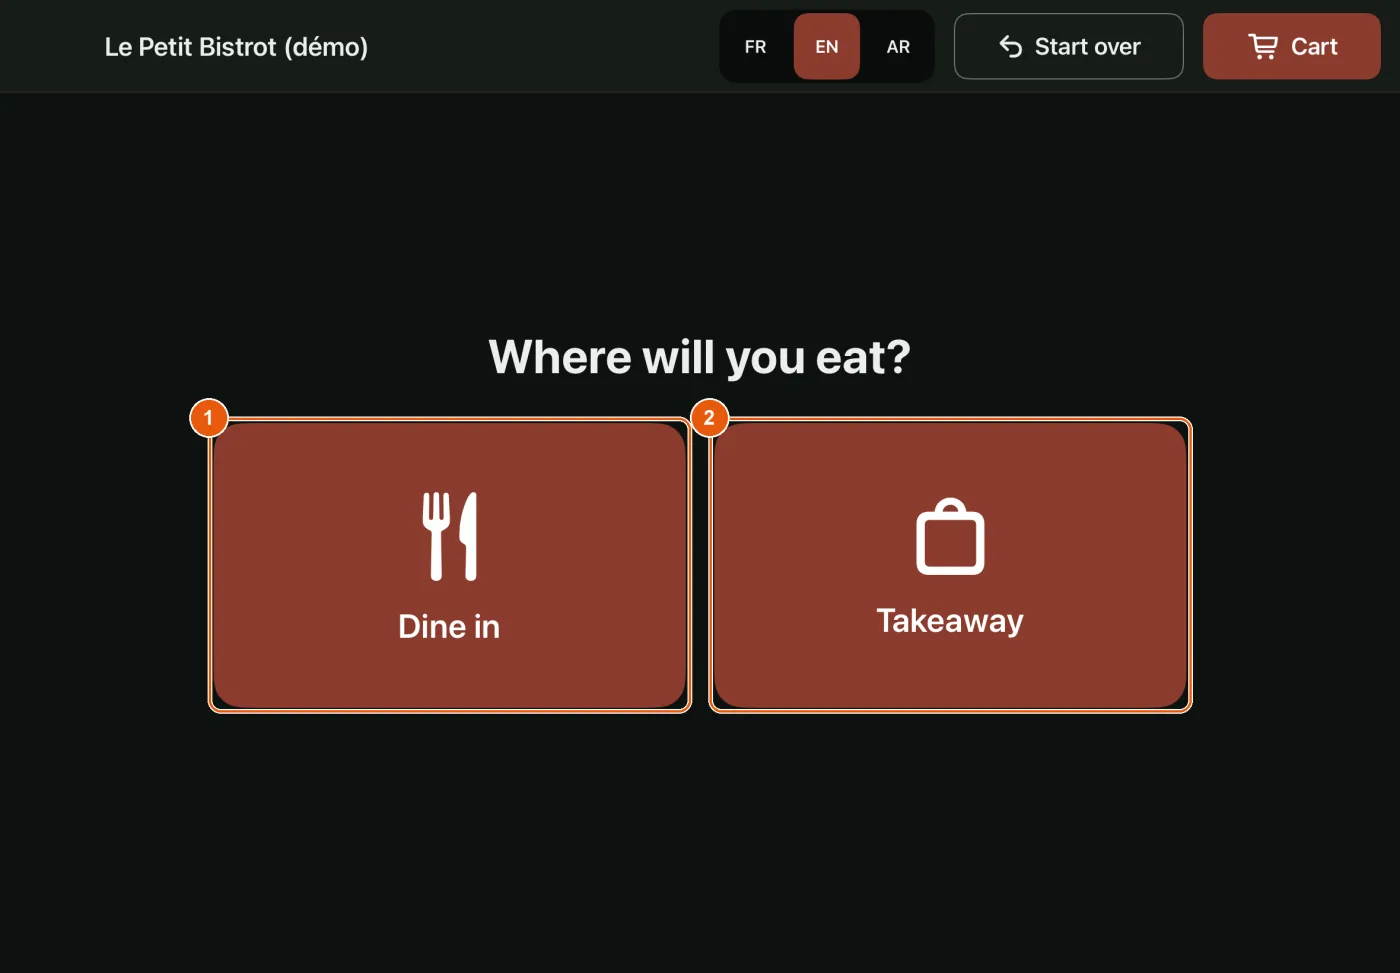 Le Petit Bistrot (démo)
FR
EN
AR
Start over
Cart
Where will you eat?
1
2
Dine in
Takeaway